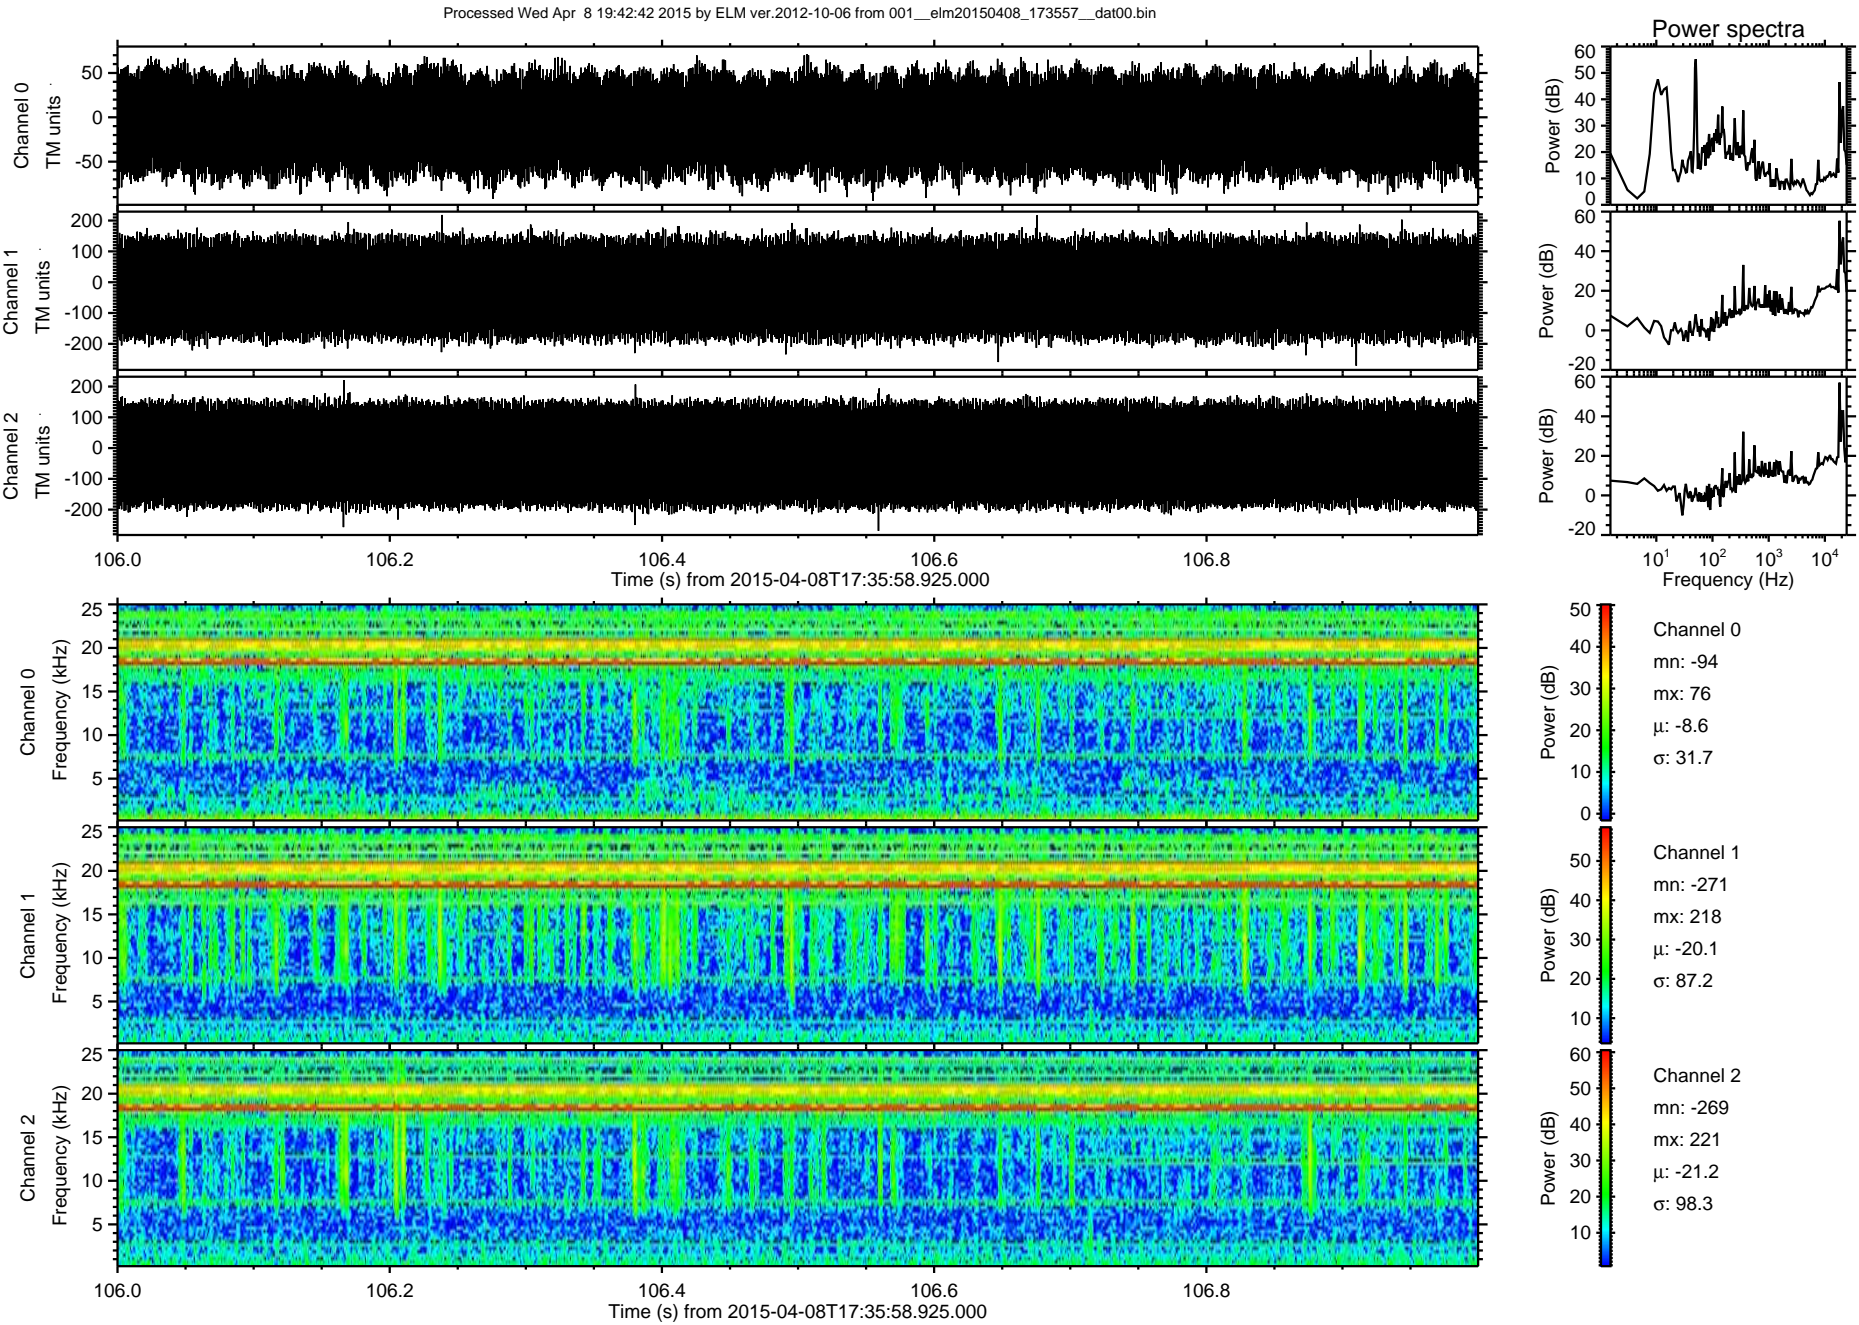 Processed Wed Apr  8 19:42:42 2015 by ELM ver.2012-10-06 from 001__elm20150408_173557__dat00.bin
Power spectra
Channel 0
TM units
50
0
-50
Power (dB)
60
50
40
30
20
10
0
Channel 1
TM units
200
100
0
-100
-200
Power (dB)
60
40
20
0
-20
Channel 2
TM units
200
100
0
-100
-200
Power (dB)
60
40
20
0
-20
106.0 106.2 106.4 106.6 106.8
Time (s) from 2015-04-08T17:35:58.925.000
10^1 10^2 10^3 10^4
Frequency (Hz)
Channel 0
Frequency (kHz)
25
20
15
10
5
Power (dB)
50
40
30
20
10
0
Channel 0
mn: -94
mx: 76
μ: -8.6
σ: 31.7
Channel 1
Frequency (kHz)
25
20
15
10
5
Power (dB)
50
40
30
20
10
Channel 1
mn: -271
mx: 218
μ: -20.1
σ: 87.2
Channel 2
Frequency (kHz)
25
20
15
10
5
Power (dB)
60
50
40
30
20
10
Channel 2
mn: -269
mx: 221
μ: -21.2
σ: 98.3
106.0 106.2 106.4 106.6 106.8
Time (s) from 2015-04-08T17:35:58.925.000